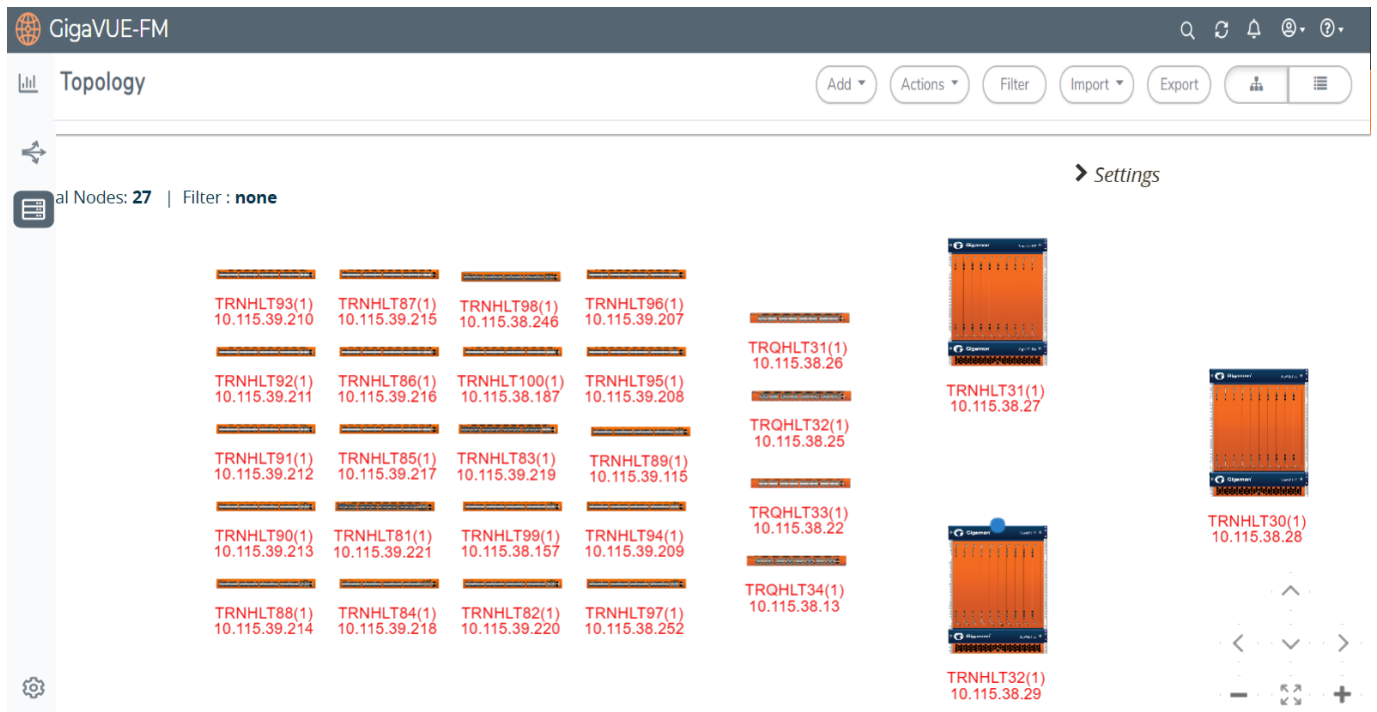 GigaVUE-FM
Topology
Add
Actions
Filter
Import
Export
Settings
al Nodes: 27 | Filter : none
TRNHLT93(1)
10.115.39.210
TRNHLT87(1)
10.115.39.215
TRNHLT98(1)
10.115.38.246
TRNHLT96(1)
10.115.39.207
TRNHLT92(1)
10.115.39.211
TRNHLT86(1)
10.115.39.216
TRNHLT100(1)
10.115.38.187
TRNHLT95(1)
10.115.39.208
TRNHLT91(1)
10.115.39.212
TRNHLT85(1)
10.115.39.217
TRNHLT83(1)
10.115.39.219
TRNHLT89(1)
10.115.39.115
TRNHLT90(1)
10.115.39.213
TRNHLT81(1)
10.115.39.221
TRNHLT99(1)
10.115.38.157
TRNHLT94(1)
10.115.39.209
TRNHLT88(1)
10.115.39.214
TRNHLT84(1)
10.115.39.218
TRNHLT82(1)
10.115.39.220
TRNHLT97(1)
10.115.38.252
TRQHLT31(1)
10.115.38.26
TRQHLT32(1)
10.115.38.25
TRQHLT33(1)
10.115.38.22
TRQHLT34(1)
10.115.38.13
Gigamon
Gigamon
TRNHLT31(1)
10.115.38.27
Gigamon
Gigamon
TRNHLT32(1)
10.115.38.29
Gigamon
Gigamon
TRNHLT30(1)
10.115.38.28